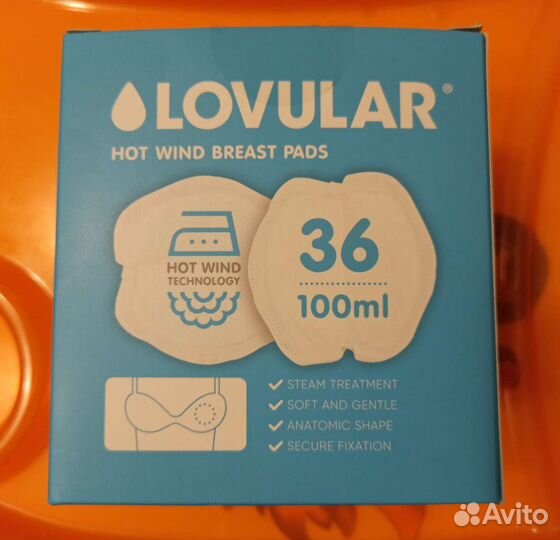 LOVULAR®
HOT WIND BREAST PADS
HOT WIND
TECHNOLOGY
36
100ml
STEAM TREATMENT
SOFT AND GENTLE
ANATOMIC SHAPE
SECURE FIXATION
Avito